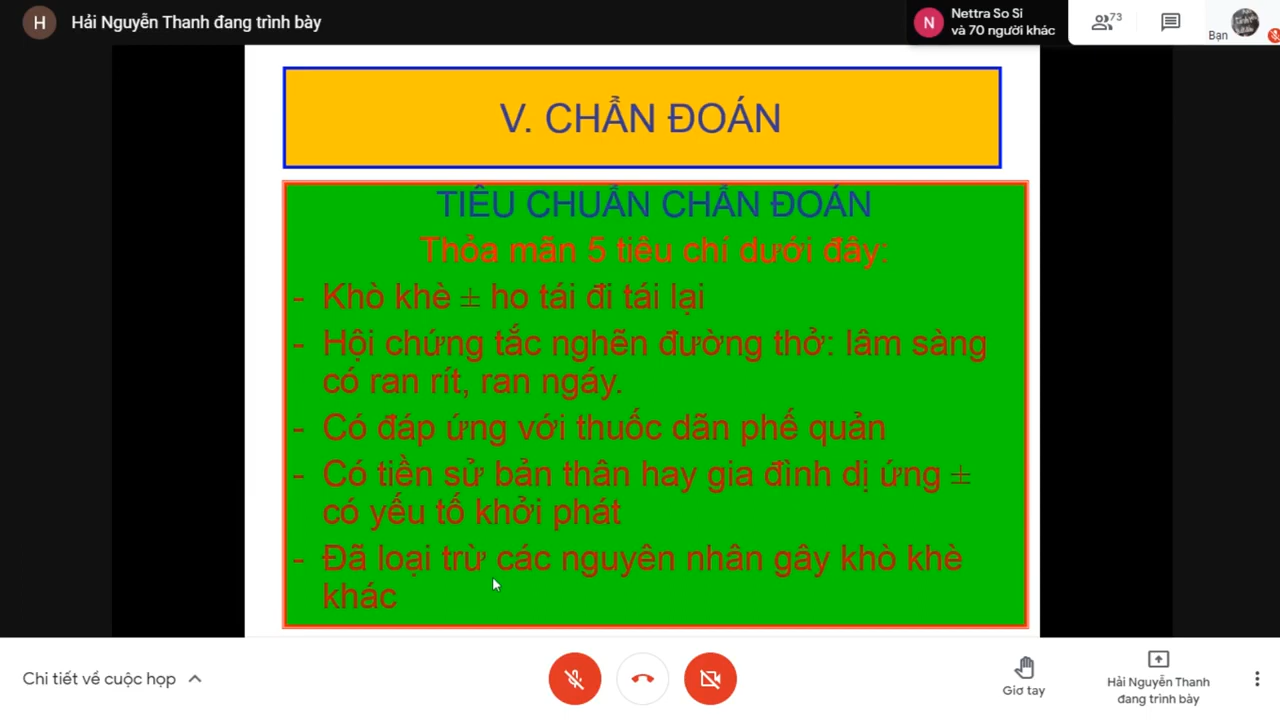 H
Hải Nguyễn Thanh đang trình bày
N
Nettra So Si
và 70 người khác
73
Bạn
V. CHẨN ĐOÁN
TIÊU CHUẨN CHẨN ĐOÁN
Thỏa mãn 5 tiêu chí dưới đây:
- Khò khè ± ho tái đi tái lại
- Hội chứng tắc nghẽn đường thở: lâm sàng
có ran rít, ran ngáy.
- Có đáp ứng với thuốc dãn phế quản
- Có tiền sử bản thân hay gia đình dị ứng ±
có yếu tố khởi phát
- Đã loại trừ các nguyên nhân gây khò khè
khác
Chi tiết về cuộc họp
Giơ tay
Hải Nguyễn Thanh
đang trình bày